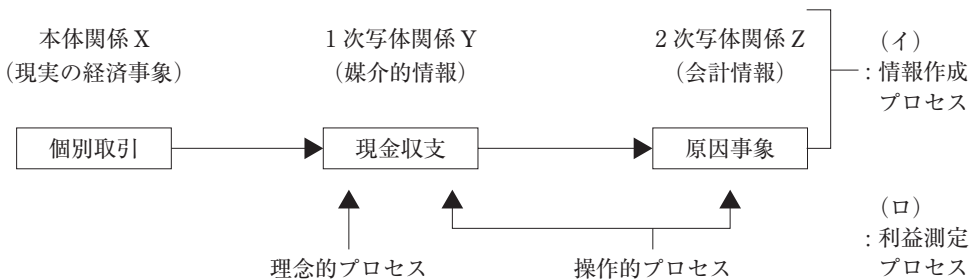 本体関係 X
（現実の経済事象）
1 次写体関係 Y
（媒介的情報）
2 次写体関係 Z
（会計情報）
（イ）
：情報作成
プロセス
個別取引
現金収支
原因事象
（ロ）
：利益測定
プロセス
理念的プロセス
操作的プロセス